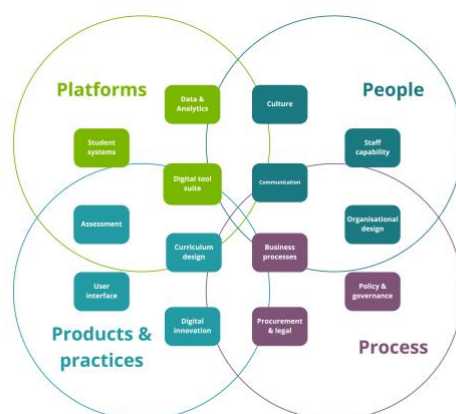 Platforms
People
Data &
Analytics
Culture
Student
systems
Staff
capability
Digital tool
suite
Communication
Assessment
Organisational
design
Curriculum
design
Business
processes
User
interface
Policy &
governance
Digital
innovation
Procurement
& legal
Products &
practices
Process